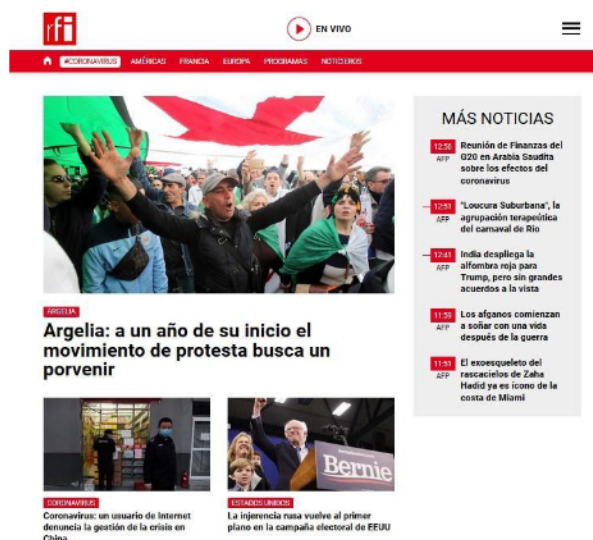 rfi
EN VIVO
#CORONAVIRUS AMÉRICAS FRANCIA EUROPA PROGRAMAS NOTICIEROS
ARGELIA
Argelia: a un año de su inicio el
movimiento de protesta busca un
porvenir
CORONAVIRUS
Coronavirus: un usuario de Internet
denuncia la gestión de la crisis en
China
Bernie
ESTADOS UNIDOS
La injerencia rusa vuelve al primer
plano en la campaña electoral de EEUU
MÁS NOTICIAS
12:56 Reunión de Finanzas del
AFP G20 en Arabia Saudita
sobre los efectos del
coronavirus
12:51 "Loucura Suburbana", la
AFP agrupación terapeútica
del carnaval de Rio
12:41 India despliega la
AFP alfombra roja para
Trump, pero sin grandes
acuerdos a la vista
11:59 Los afganos comienzan
AFP a soñar con una vida
después de la guerra
11:51 El exoesqueleto del
AFP rascacielos de Zaha
Hadid ya es ícono de la
costa de Miami